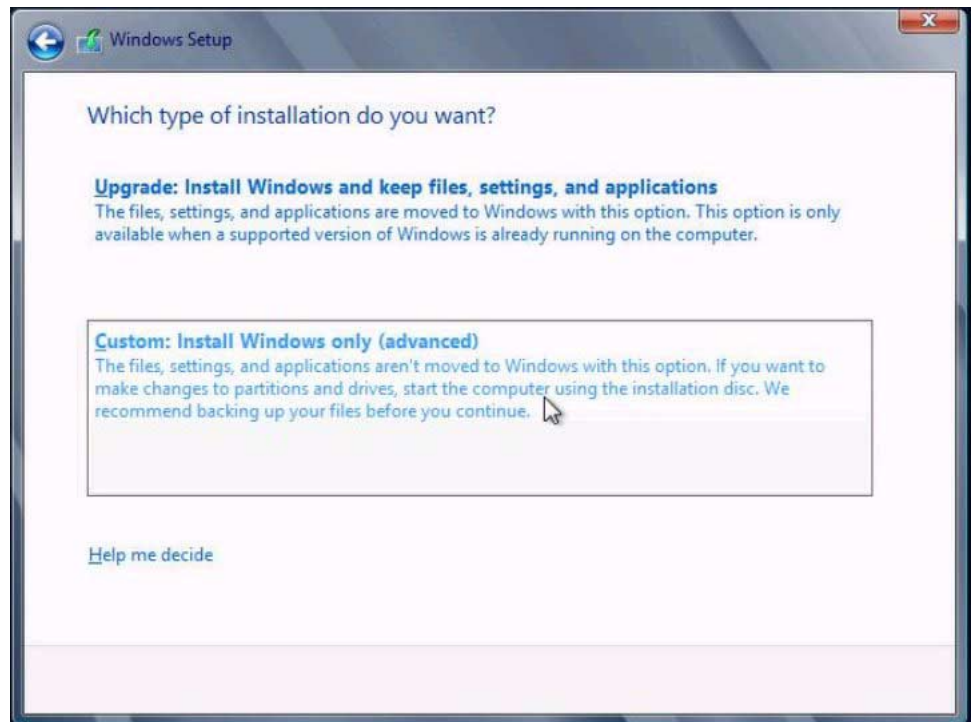 Windows Setup
Which type of installation do you want?
Upgrade: Install Windows and keep files, settings, and applications
The files, settings, and applications are moved to Windows with this option. This option is only
available when a supported version of Windows is already running on the computer.
Custom: Install Windows only (advanced)
The files, settings, and applications aren't moved to Windows with this option. If you want to
make changes to partitions and drives, start the computer using the installation disc. We
recommend backing up your files before you continue.
Help me decide